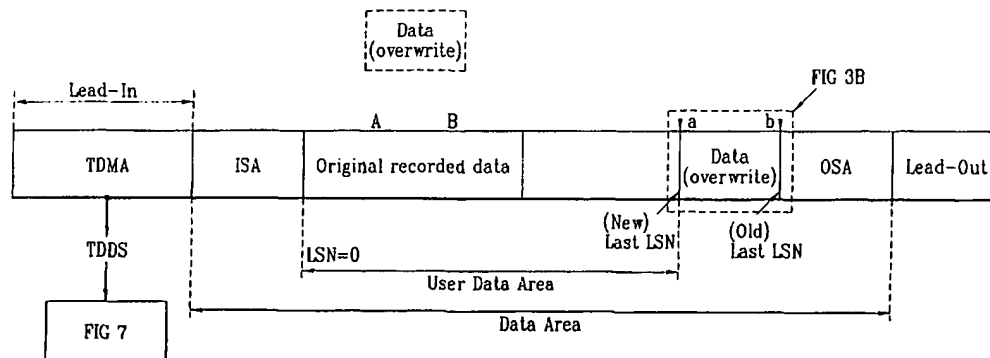 Data
(overwrite)
FIG 3B
Lead-In
A
B
a
b
TDMA
ISA
Original recorded data
Data
(overwrite)
OSA
Lead-Out
(New)
Last LSN
(Old)
Last LSN
TDDS
LSN=0
User Data Area
Data Area
FIG 7